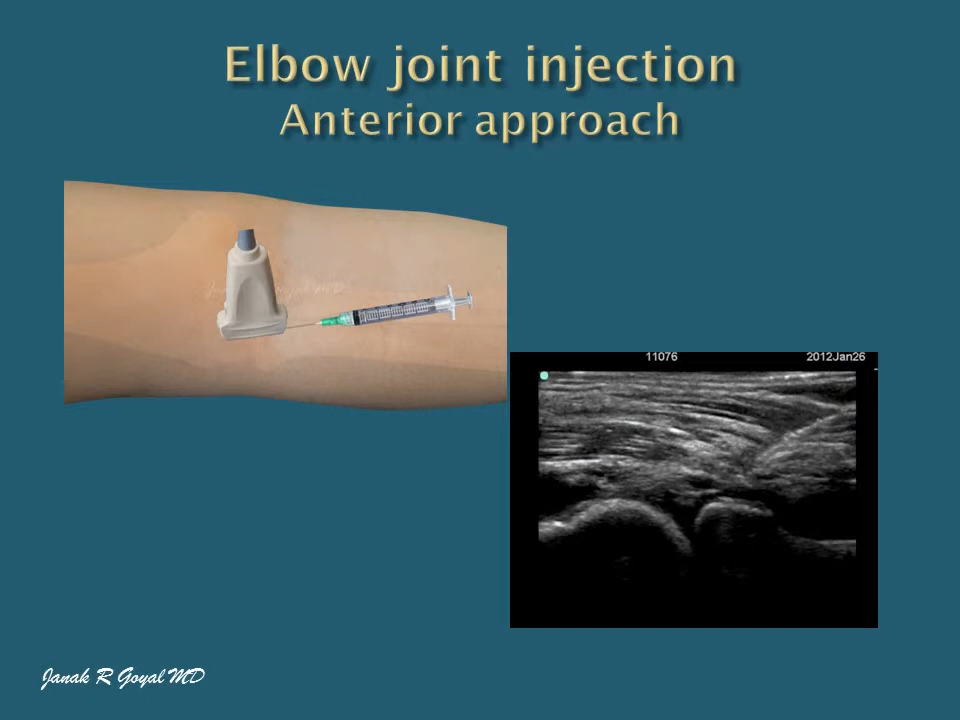 Elbow joint injection
Anterior approach
11076 2012Jan26
Janak R Goyal MD